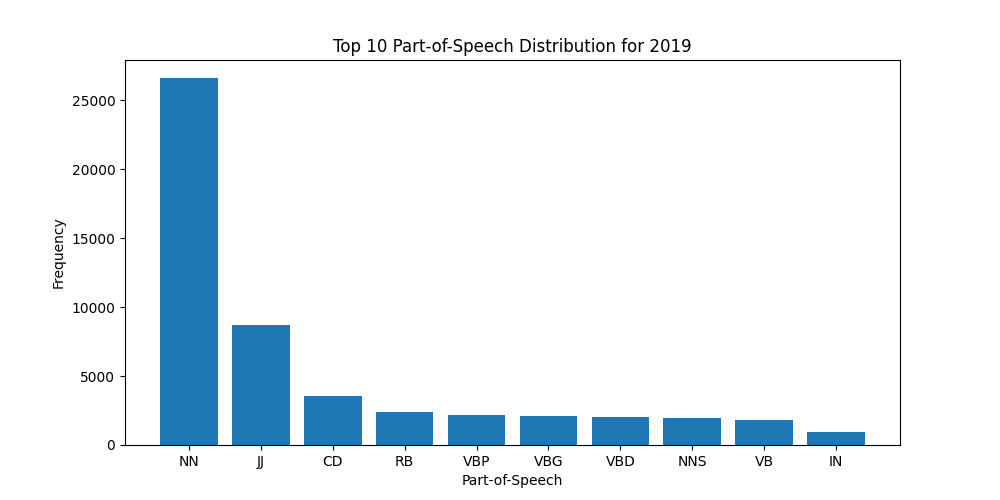 Top 10 Part-of-Speech Distribution for 2019
Frequency
25000
20000
15000
10000
5000
0
NN JJ CD RB VBP VBG VBD NNS VB IN
Part-of-Speech